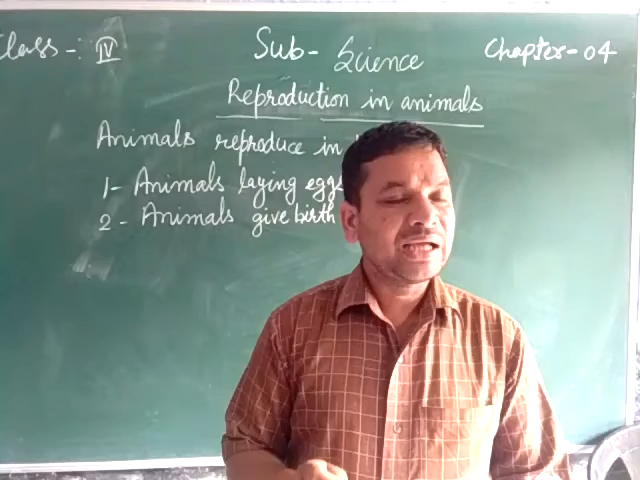 Class-: IV Sub- Science Chapter-04
Reproduction in animals
Animals reproduce in
1- Animals laying eggs
2- Animals give birth